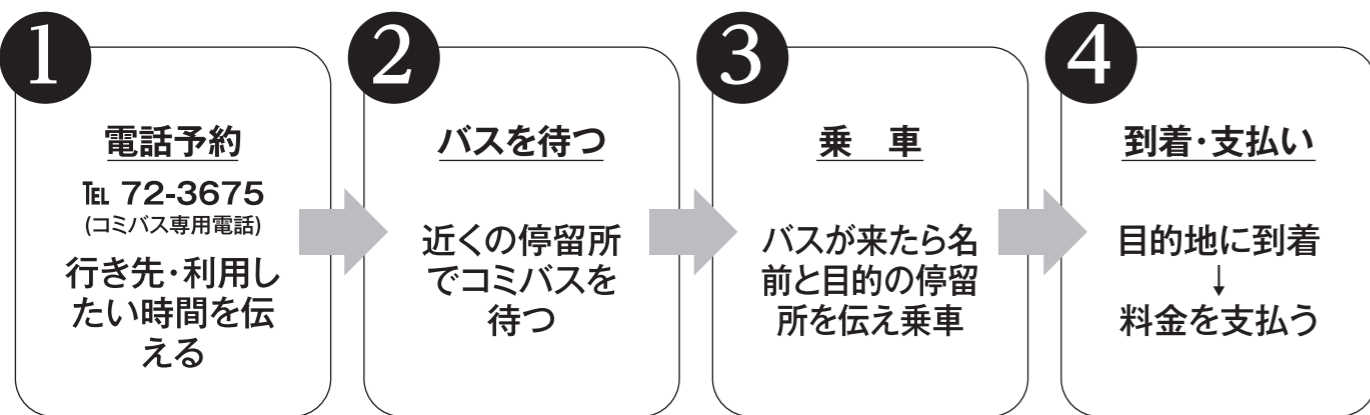 1
電話予約
℡ 72-3675
(コミバス専用電話)
行き先・利用し
たい時間を伝
える
2
バスを待つ
近くの停留所
でコミバスを
待つ
3
乗　車
バスが来たら名
前と目的の停留
所を伝え乗車
4
到着・支払い
目的地に到着
↓
料金を支払う